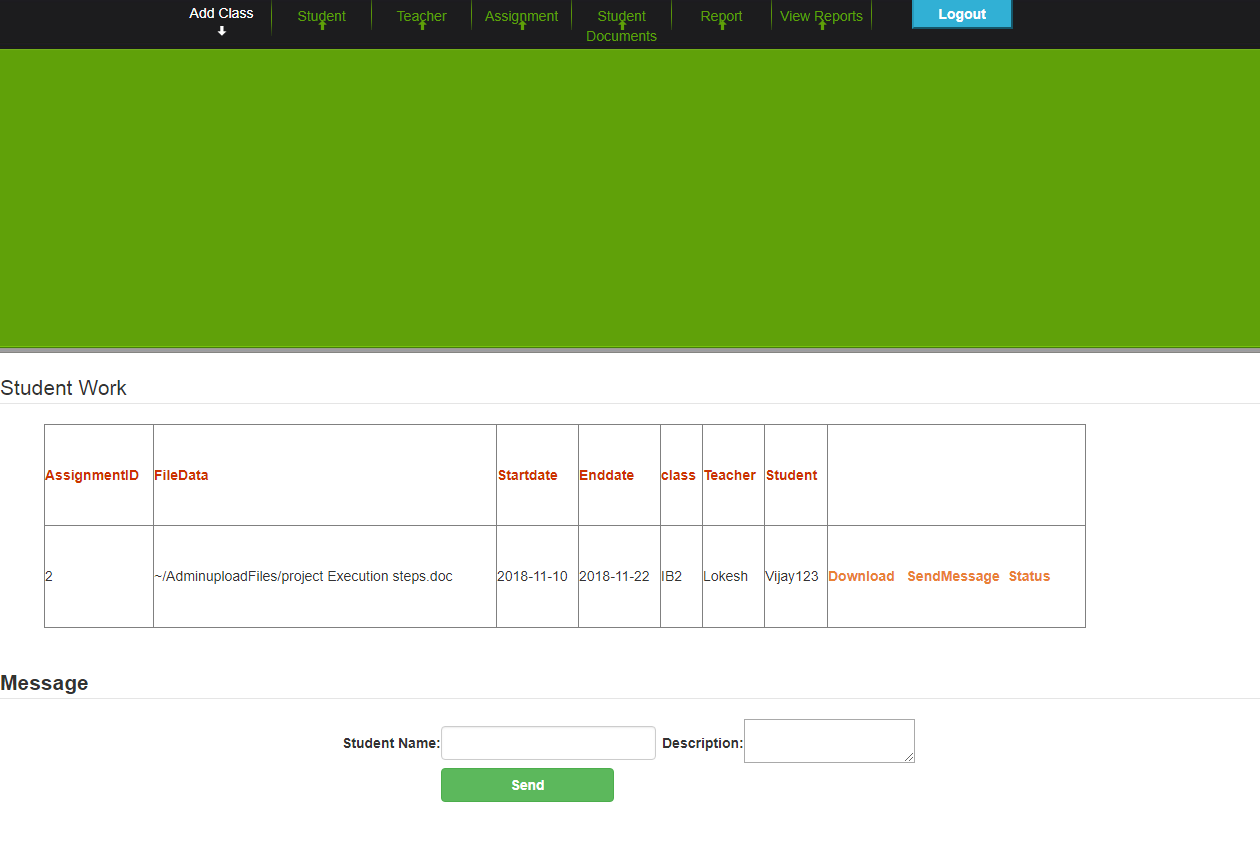 Add Class
Student
Teacher
Assignment
Student
Documents
Report
View Reports
Logout
Student Work
AssignmentID FileData Startdate Enddate class Teacher Student
2 ~/AdminuploadFiles/project Execution steps.doc 2018-11-10 2018-11-22 IB2 Lokesh Vijay123 Download SendMessage Status
Message
Student Name: Description:
Send